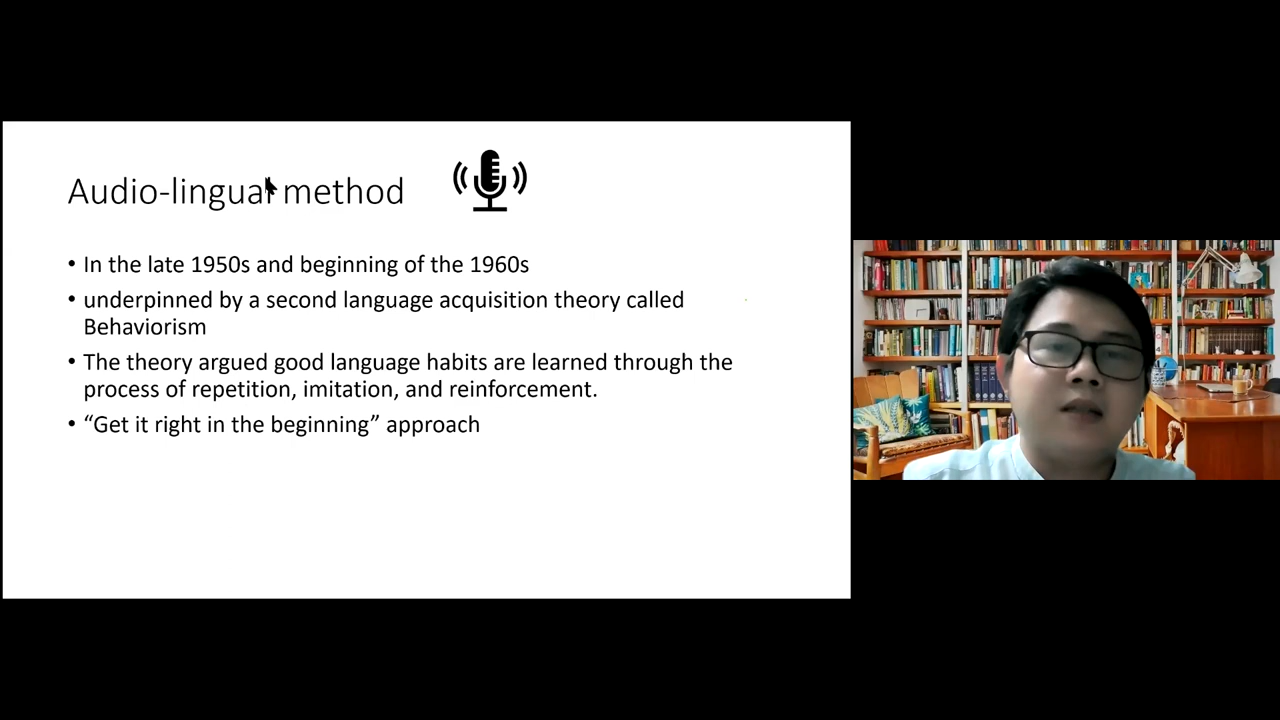 Audio-lingual method
• In the late 1950s and beginning of the 1960s
• underpinned by a second language acquisition theory called
Behaviorism
• The theory argued good language habits are learned through the
process of repetition, imitation, and reinforcement.
• “Get it right in the beginning” approach